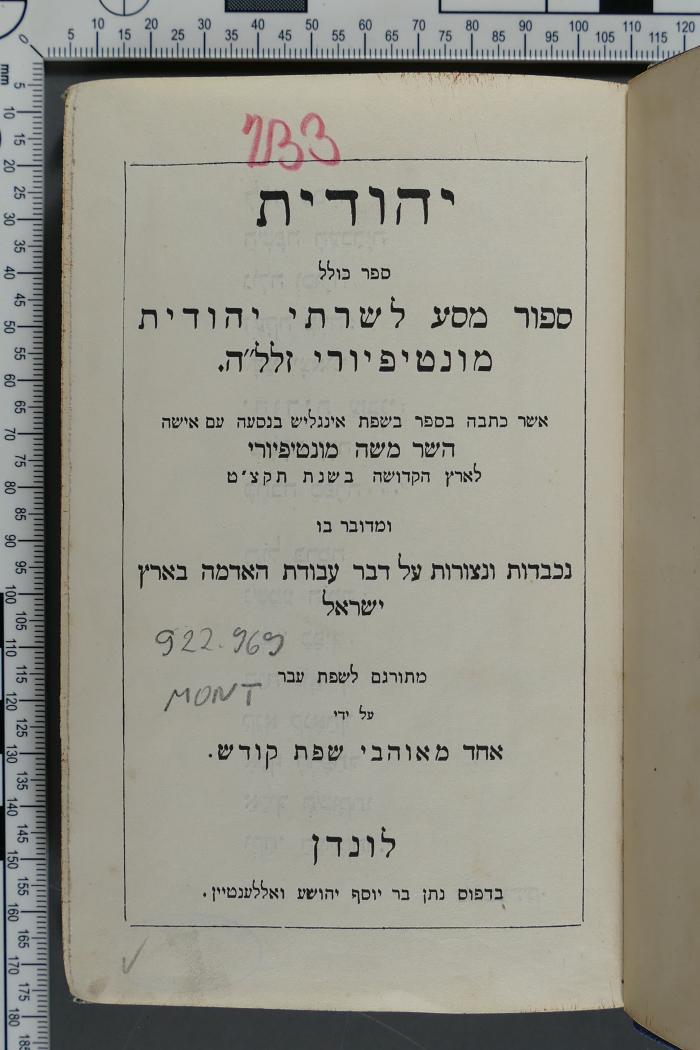 133
יהודית
ספר כולל
ספור מסע לשרתי יהודית
מונטיפיורי זלל״ה.
אשר כתבה בספר בשפת אינגליש בנסעה עם אישה
השר משה מונטיפיורי
לארץ הקדושה בשנת תקצ״ט
ומדובר בו
נכבדות ונצורות על דבר עבודת האדמה בארץ
ישראל
922.969
MONT
מתורגם לשפת עבר
על ידי
אחד מאוהבי שפת קודש.
לונדן
בדפוס נתן בר יוסף יהושע ואללענטיין.